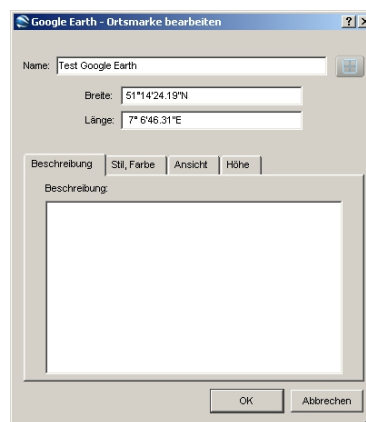 Google Earth - Ortsmarke bearbeiten
Name: Test Google Earth
Breite: 51°14'24.19"N
Länge: 7° 6'46.31"E
Beschreibung Stil, Farbe Ansicht Höhe
Beschreibung:
OK Abbrechen